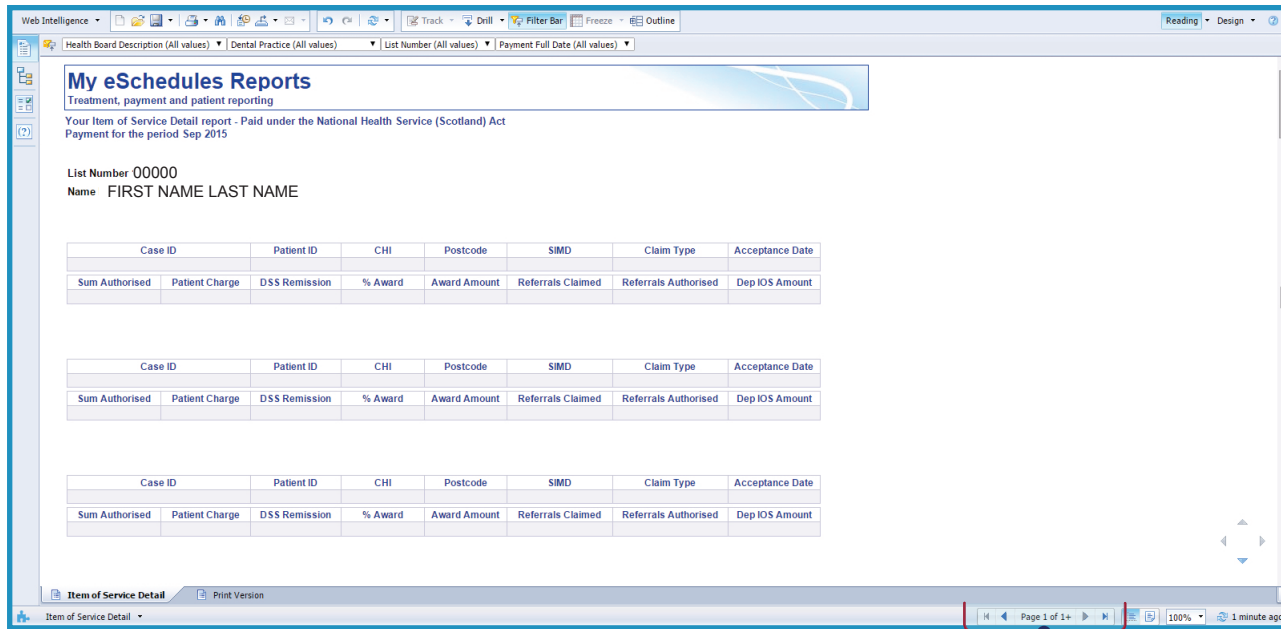 Web Intelligence Track Drill Filter Bar Freeze Outline Reading Design
Health Board Description (All values) Dental Practice (All values) List Number (All values) Payment Full Date (All values)
My eSchedules Reports
Treatment, payment and patient reporting
Your Item of Service Detail report - Paid under the National Health Service (Scotland) Act
Payment for the period Sep 2015
List Number 00000
Name FIRST NAME LAST NAME
Case ID Patient ID CHI Postcode SIMD Claim Type Acceptance Date
Sum Authorised Patient Charge DSS Remission % Award Award Amount Referrals Claimed Referrals Authorised Dep IOS Amount
Case ID Patient ID CHI Postcode SIMD Claim Type Acceptance Date
Sum Authorised Patient Charge DSS Remission % Award Award Amount Referrals Claimed Referrals Authorised Dep IOS Amount
Case ID Patient ID CHI Postcode SIMD Claim Type Acceptance Date
Sum Authorised Patient Charge DSS Remission % Award Award Amount Referrals Claimed Referrals Authorised Dep IOS Amount
Item of Service Detail Print Version
Item of Service Detail Page 1 of 1+ 100% 1 minute ago